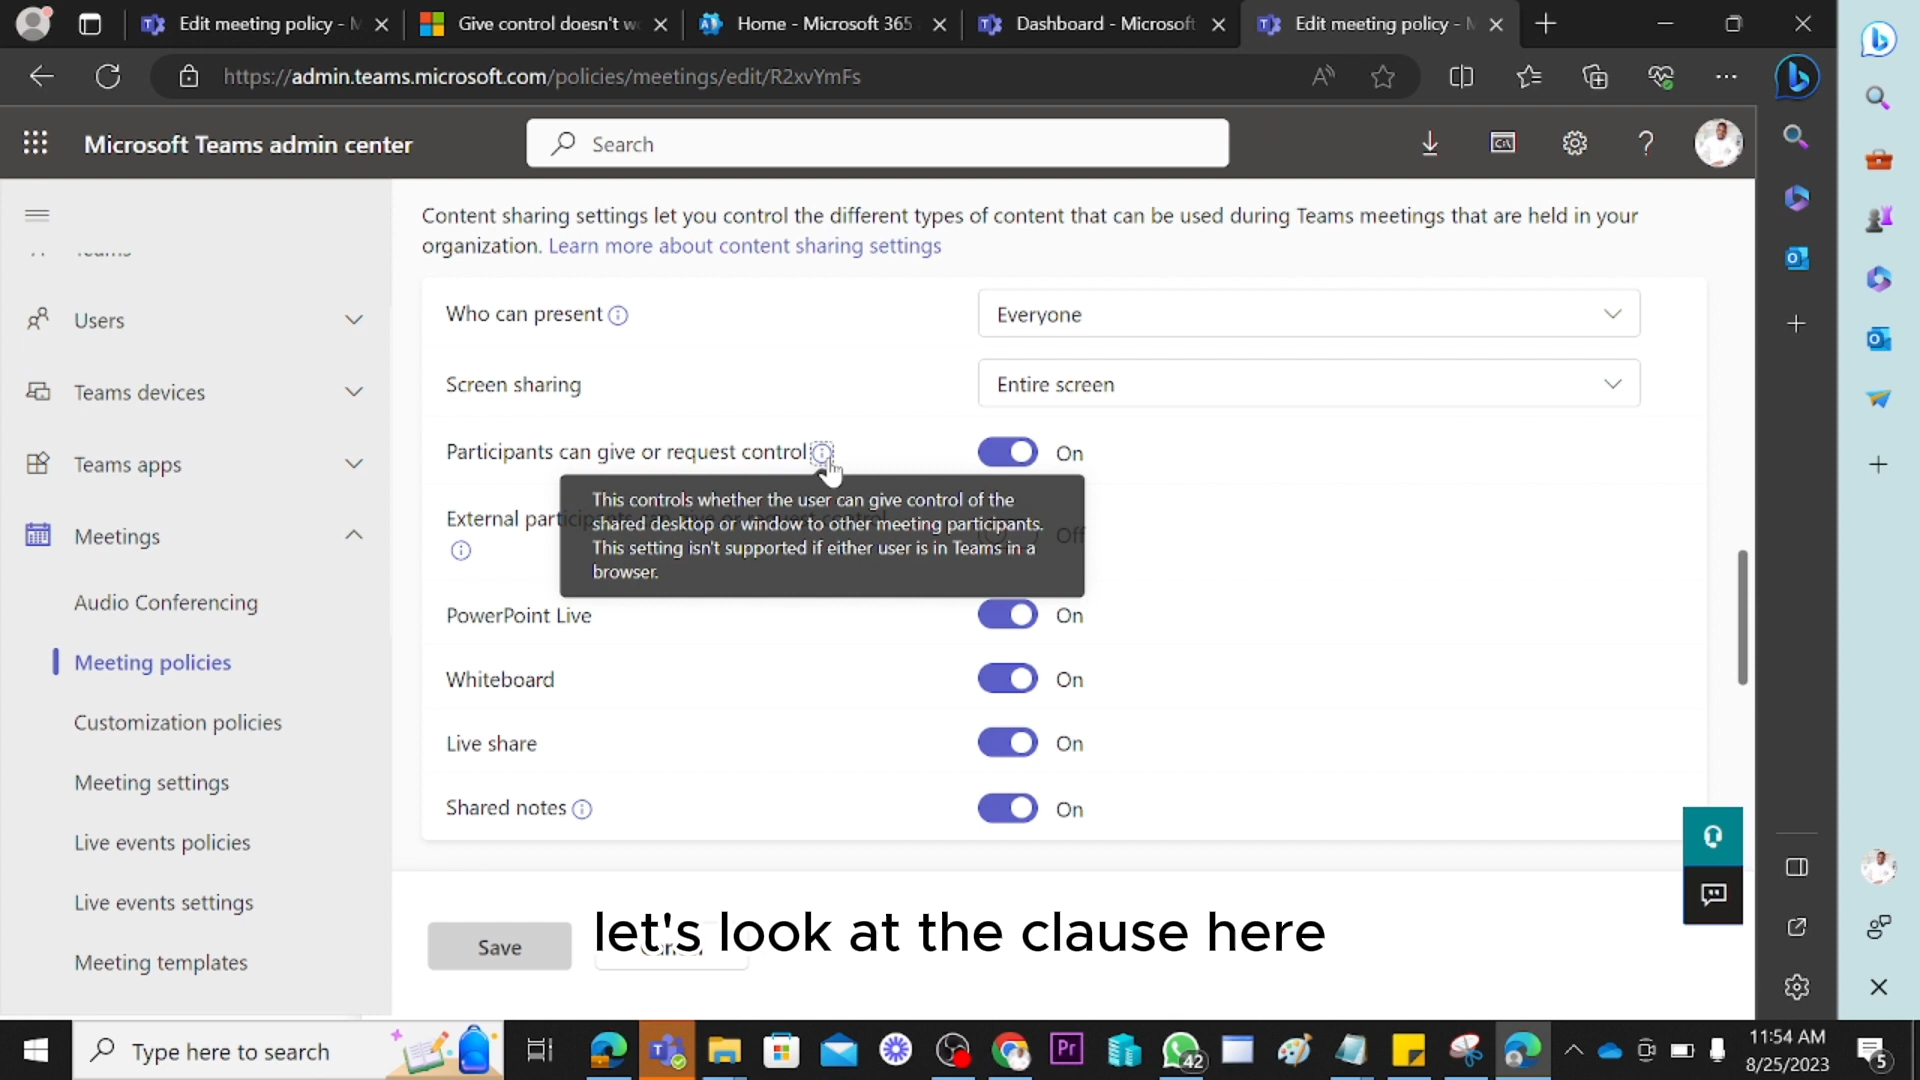 Edit meeting policy - M
Give control doesn't w
Home - Microsoft 365
Dashboard - Microsoft
Edit meeting policy - M
https://admin.teams.microsoft.com/policies/meetings/edit/R2xvYmFs
Microsoft Teams admin center
Search
Content sharing settings let you control the different types of content that can be used during Teams meetings that are held in your
organization. Learn more about content sharing settings
Users
Teams devices
Teams apps
Meetings
Audio Conferencing
Meeting policies
Customization policies
Meeting settings
Live events policies
Live events settings
Meeting templates
Who can present
Everyone
Screen sharing
Entire screen
Participants can give or request control
On
This controls whether the user can give control of the
shared desktop or window to other meeting participants.
This setting isn't supported if either user is in Teams in a
browser.
External
Off
PowerPoint Live
On
Whiteboard
On
Live share
On
Shared notes
On
Save
let's look at the clause here
Type here to search
Pr
42
11:54 AM
8/25/2023
5